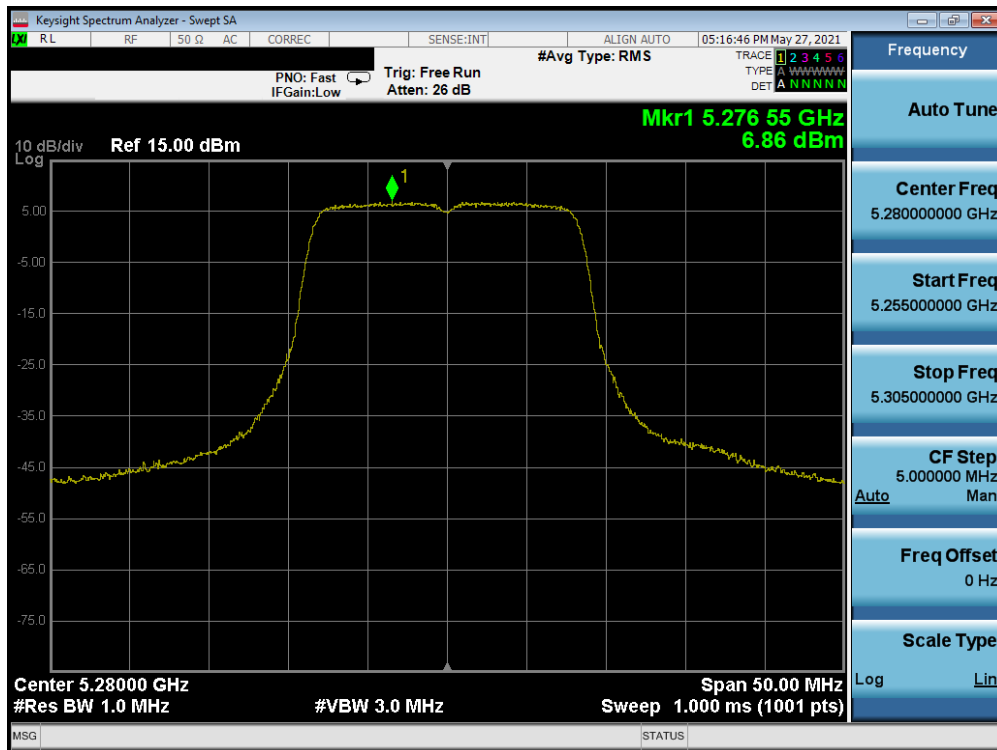 Keysight Spectrum Analyzer - Swept SA
LXI RL RF 50 Ω AC CORREC SENSE:INT ALIGN AUTO 05:16:46 PM May 27, 2021
#Avg Type: RMS TRACE 1 2 3 4 5 6
PNO: Fast Trig: Free Run TYPE A WWWWW
IFGain:Low Atten: 26 dB DET A N N N N N
Mkr1 5.276 55 GHz
6.86 dBm
10 dB/div Ref 15.00 dBm
Log
1
5.00
-5.00
-15.0
-25.0
-35.0
-45.0
-55.0
-65.0
-75.0
Center 5.28000 GHz Span 50.00 MHz
#Res BW 1.0 MHz #VBW 3.0 MHz Sweep 1.000 ms (1001 pts)
MSG STATUS
Frequency
Auto Tune
Center Freq
5.280000000 GHz
Start Freq
5.255000000 GHz
Stop Freq
5.305000000 GHz
CF Step
5.000000 MHz
Auto Man
Freq Offset
0 Hz
Scale Type
Log Lin